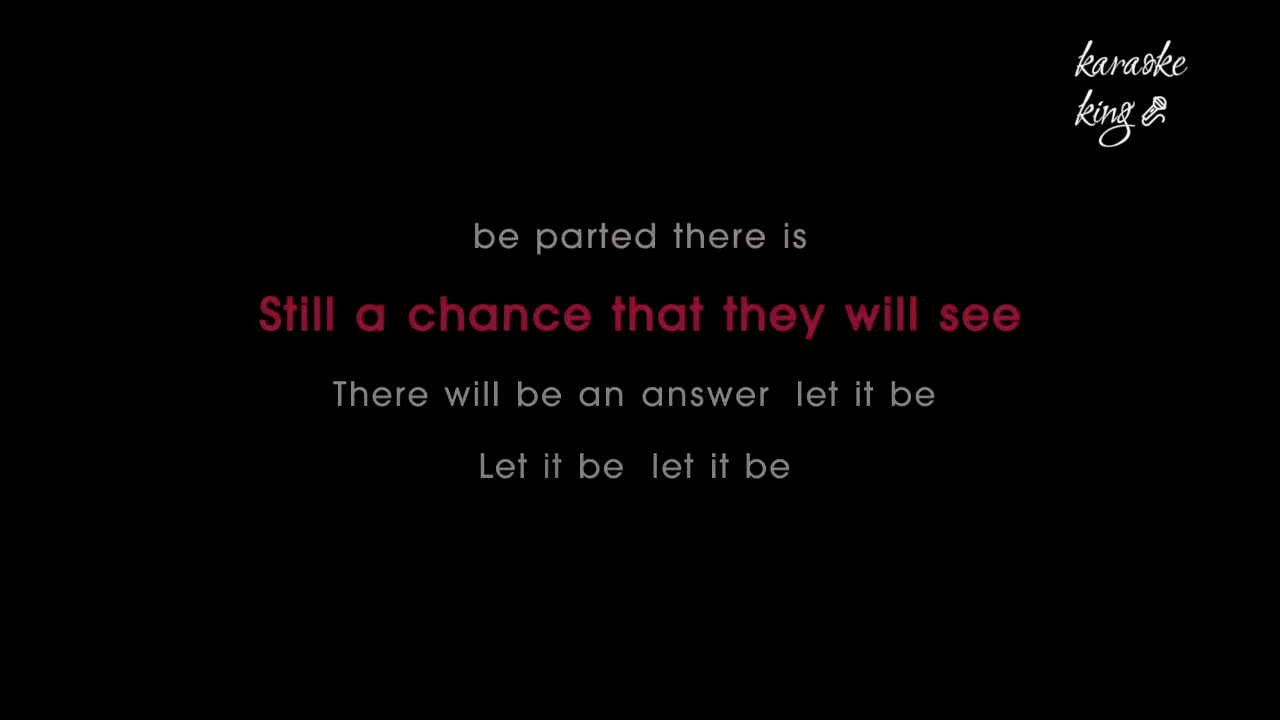 karaoke
king
be parted there is
Still a chance that they will see
There will be an answer let it be
Let it be let it be